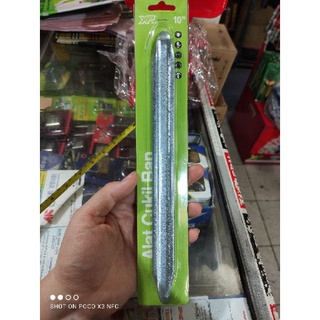 10"
Alat Cukil Ban
SHOT ON POCO X3 NFC